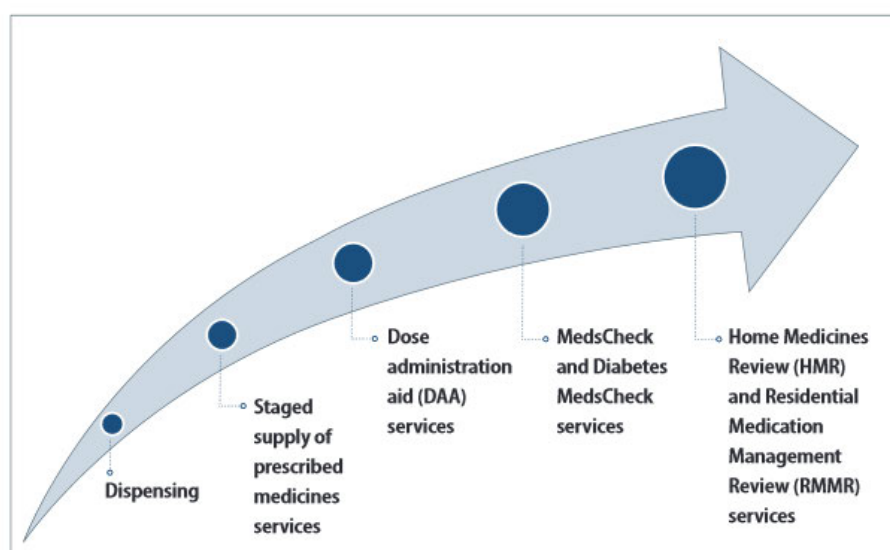 Dispensing
Staged
supply of
prescribed
medicines
services
Dose
administration
aid (DAA)
services
MedsCheck
and Diabetes
MedsCheck
services
Home Medicines
Review (HMR)
and Residential
Medication
Management
Review (RMMR)
services